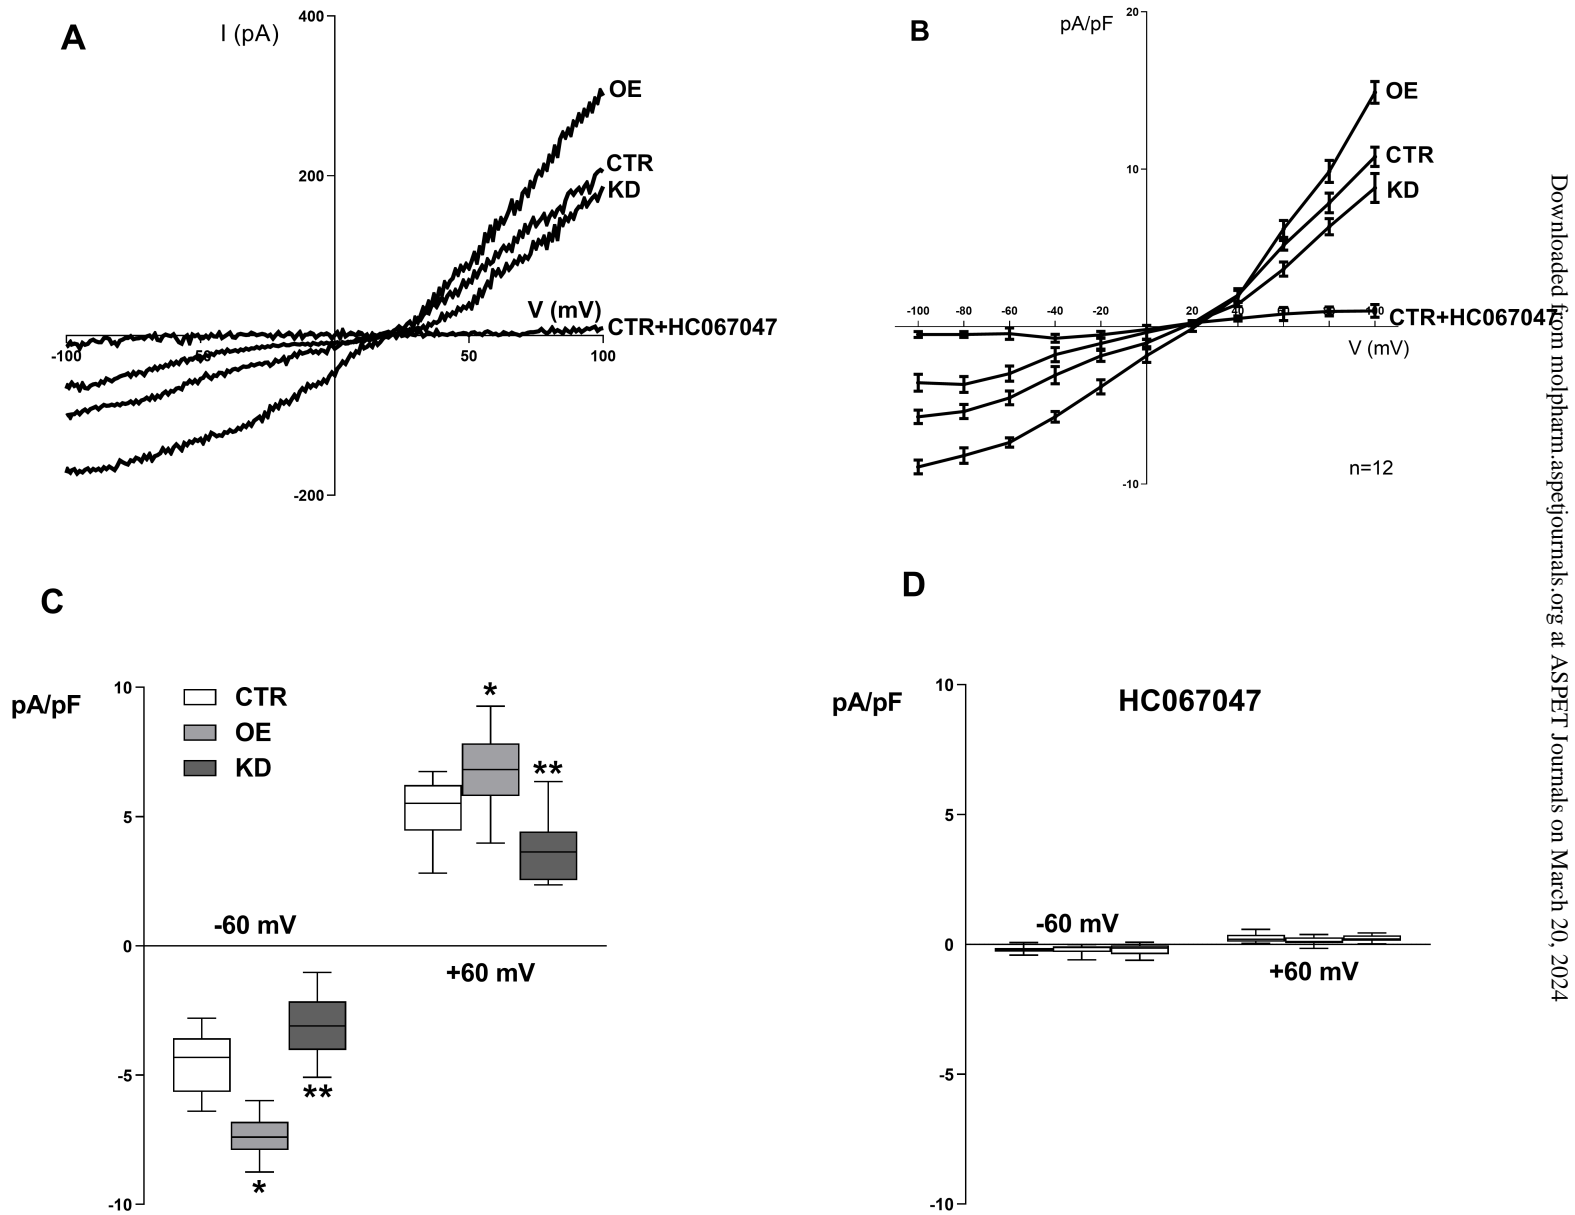 A
I (pA)
400
200
-200
-100
-50
50
100
V (mV)
OE
CTR
KD
CTR+HC067047
B
pA/pF
20
10
-10
-100
-80
-60
-40
-20
20
40
100
V (mV)
OE
CTR
KD
CTR+HC067047
n=12
C
pA/pF
10
5
0
-5
-10
CTR
OE
KD
*
**
-60 mV
+60 mV
**
*
D
pA/pF
HC067047
10
5
0
-5
-10
-60 mV
+60 mV
Downloaded from molpharm.aspetjournals.org at ASPET Journals on March 20, 2024